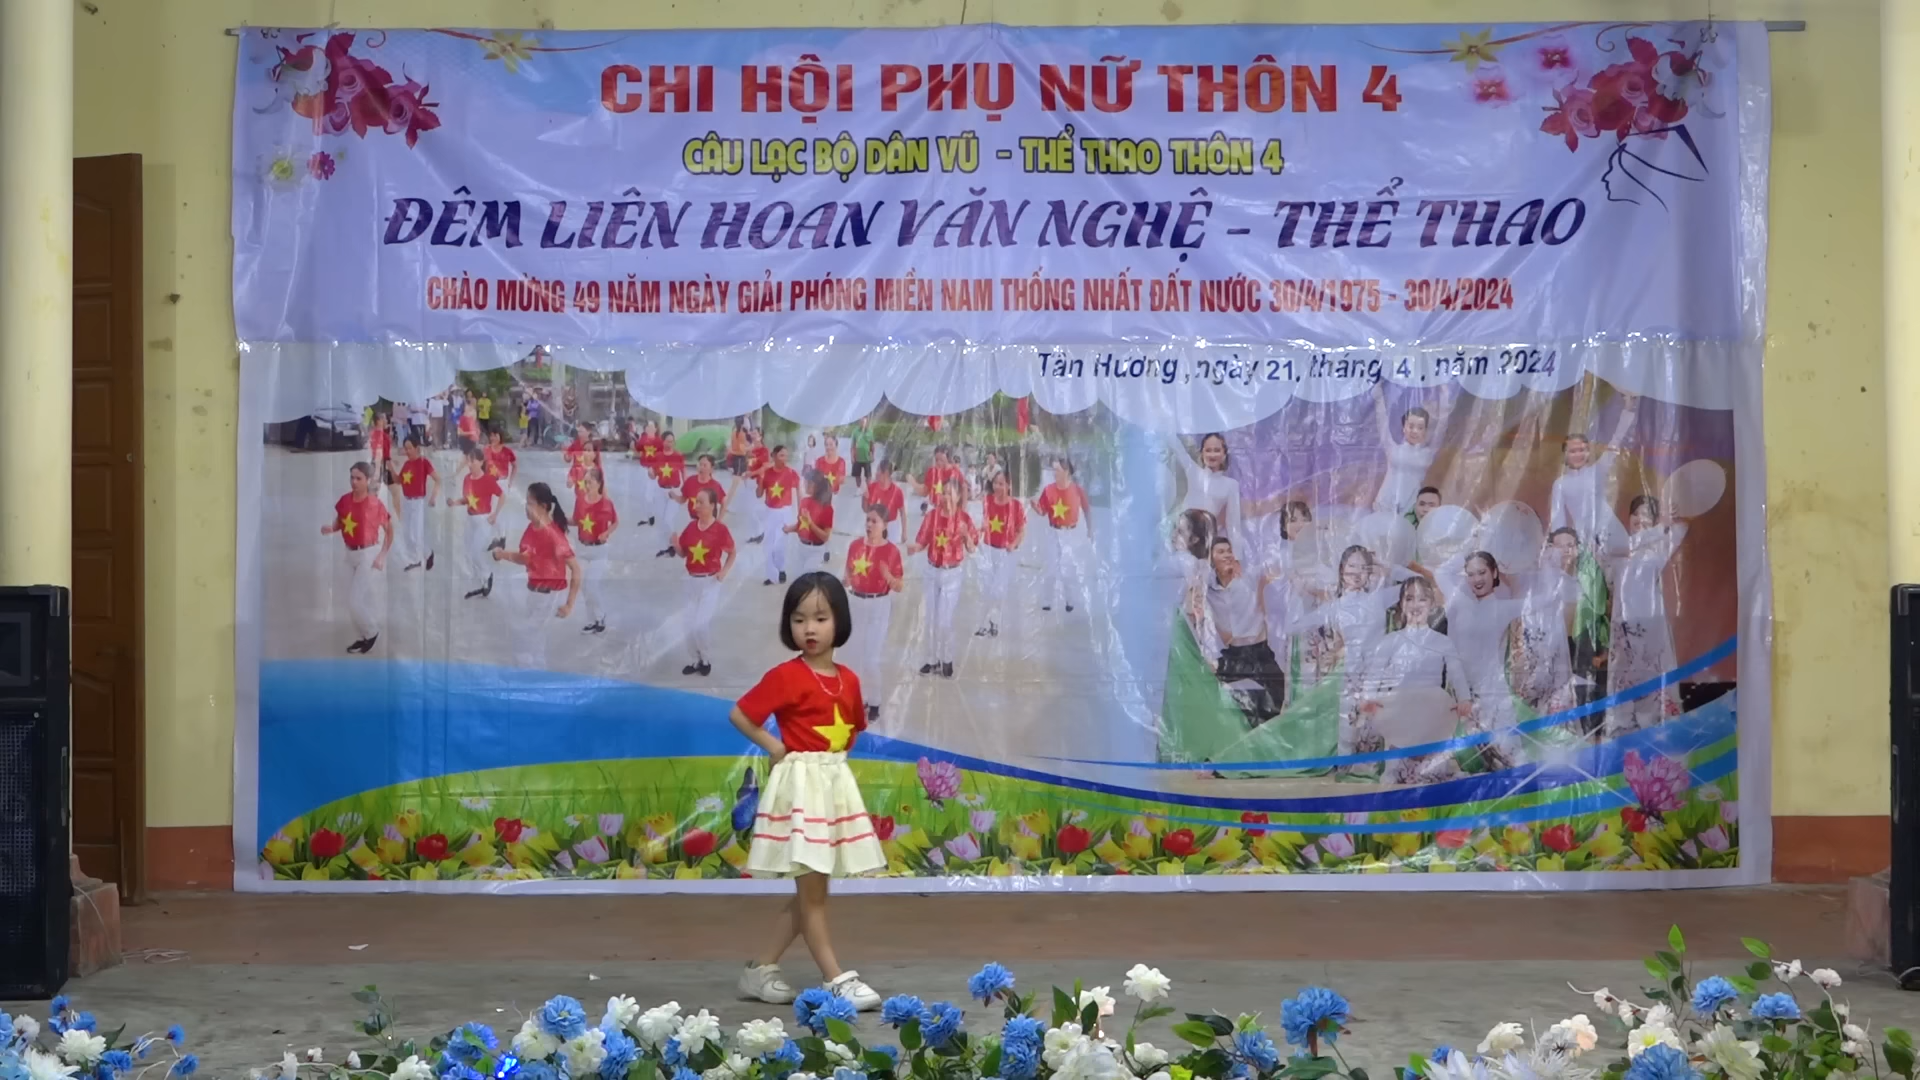 CHI HỘI PHỤ NỮ THÔN 4
CÂU LẠC BỘ DÂN VŨ - THỂ THAO THÔN 4
ĐÊM LIÊN HOAN VĂN NGHỆ - THỂ THAO
CHÀO MỪNG 49 NĂM NGÀY GIẢI PHÓNG MIỀN NAM THỐNG NHẤT ĐẤT NƯỚC 30/4/1975 - 30/4/2024
Tân Hương, ngày 21, tháng 4, năm 2024